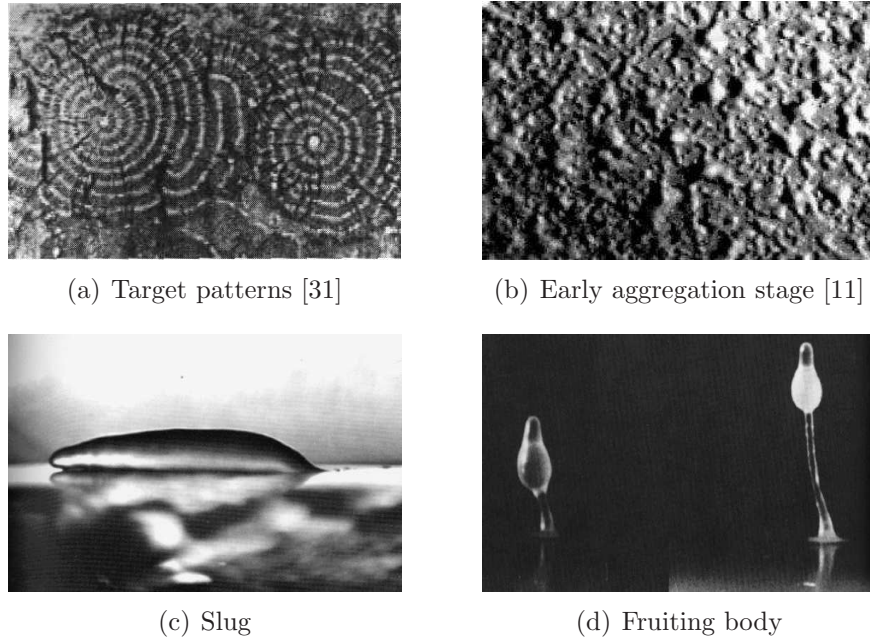 (a) Target patterns [31]
(b) Early aggregation stage [11]
(c) Slug
(d) Fruiting body